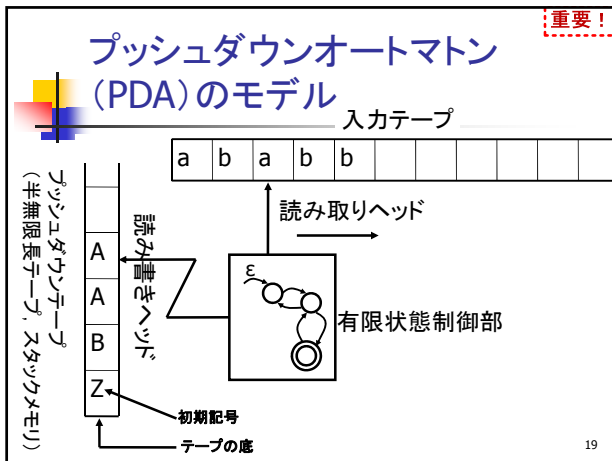 重要！
プッシュダウンオートマトン
（PDA）のモデル
入力テープ
a b a b b
読み取りヘッド
プッシュダウンテープ
（半無限長テープ，スタックメモリ）
読み書きヘッド
A
A
B
Z
ε
有限状態制御部
初期記号
テープの底
19